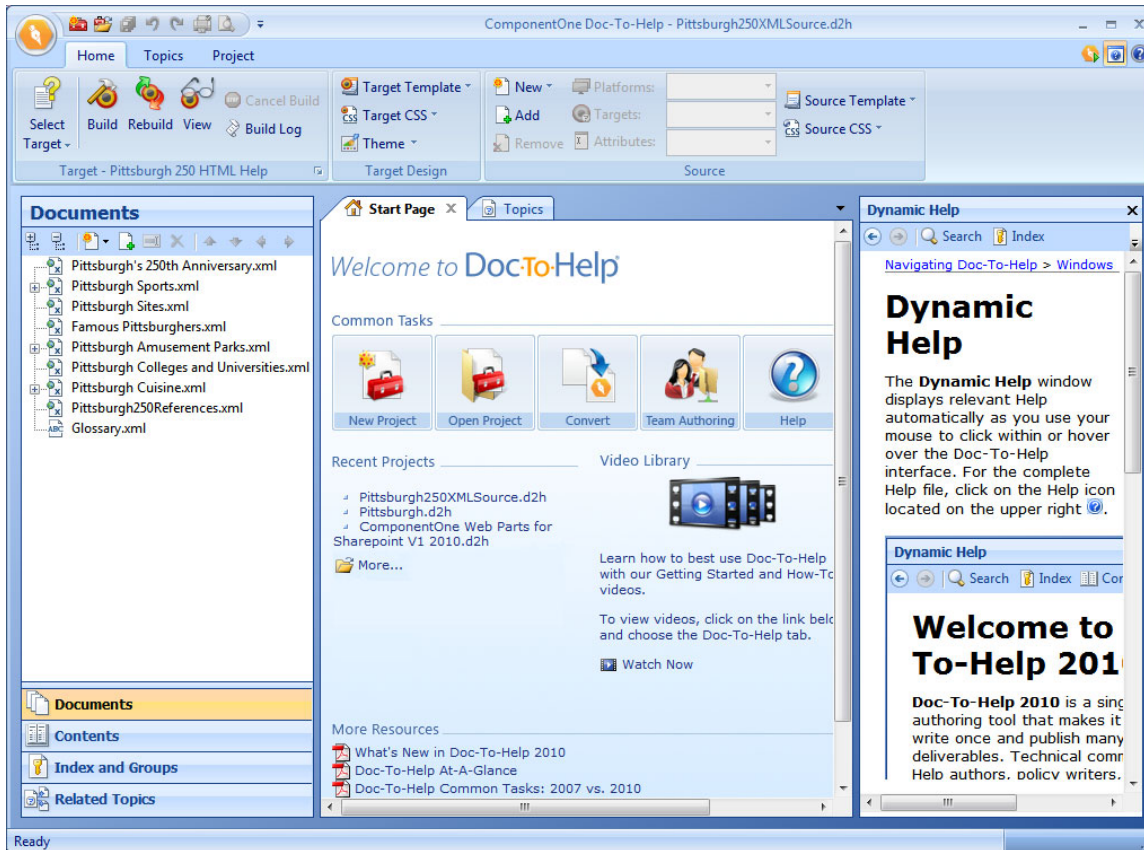 ComponentOne Doc-To-Help - Pittsburgh250XMLSource.d2h
Home Topics Project
Select Target
Build Rebuild View
Cancel Build
Build Log
Target - Pittsburgh 250 HTML Help
Target Template
Target CSS
Theme
Target Design
New
Add
Remove
Platforms:
Targets:
Attributes:
Source Template
Source CSS
Source
Documents
Pittsburgh's 250th Anniversary.xml
Pittsburgh Sports.xml
Pittsburgh Sites.xml
Famous Pittsburghers.xml
Pittsburgh Amusement Parks.xml
Pittsburgh Colleges and Universities.xml
Pittsburgh Cuisine.xml
Pittsburgh250References.xml
Glossary.xml
Documents
Contents
Index and Groups
Related Topics
Start Page X Topics
Welcome to Doc-To-Help
Common Tasks
New Project Open Project Convert Team Authoring Help
Recent Projects
Pittsburgh250XMLSource.d2h
Pittsburgh.d2h
ComponentOne Web Parts for
Sharepoint V1 2010.d2h
More...
Video Library
Learn how to best use Doc-To-Help
with our Getting Started and How-To
videos.
To view videos, click on the link belo
and choose the Doc-To-Help tab.
Watch Now
More Resources
What's New in Doc-To-Help 2010
Doc-To-Help At-A-Glance
Doc-To-Help Common Tasks: 2007 vs. 2010
Dynamic Help X
Search Index
Navigating Doc-To-Help > Windows
Dynamic
Help
The Dynamic Help window
displays relevant Help
automatically as you use your
mouse to click within or hover
over the Doc-To-Help
interface. For the complete
Help file, click on the Help icon
located on the upper right.
Dynamic Help
Search Index Cor
Welcome to
To-Help 201
Doc-To-Help 2010 is a sing
authoring tool that makes it
write once and publish many
deliverables. Technical comm
Help authors, policy writers,
Ready